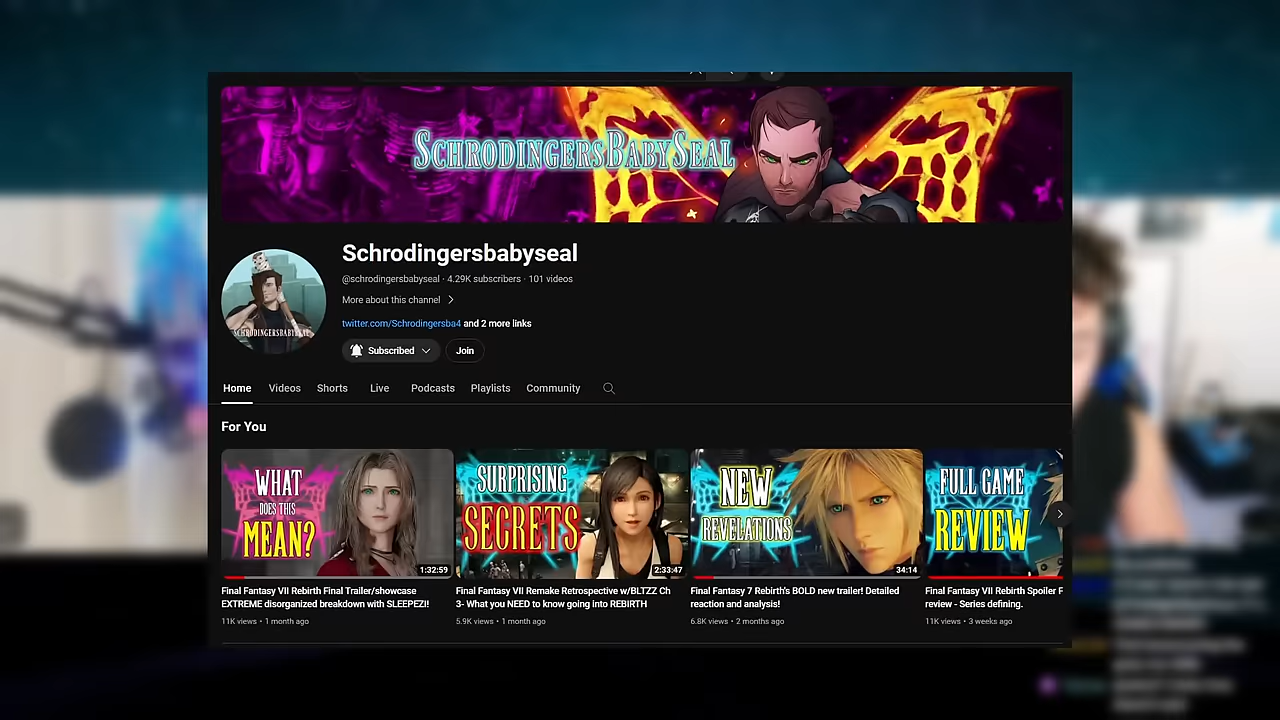 SCHRODINGERSBABYSEAL
SCHRODINGERSBABYSEAL
Schrodingersbabyseal
@schrodingersbabyseal · 4.29K subscribers · 101 videos
More about this channel
twitter.com/Schrodingersba4 and 2 more links
Subscribed
Join
Home
Videos
Shorts
Live
Podcasts
Playlists
Community
For You
WHAT
DOES THIS
MEAN?
1:32:59
Final Fantasy VII Rebirth Final Trailer/showcase
EXTREME disorganized breakdown with SLEEPEZI!
11K views • 1 month ago
SURPRISING
SECRETS
2:33:47
Final Fantasy VII Remake Retrospective w/BLTZZ Ch
3- What you NEED to know going into REBIRTH
5.9K views • 1 month ago
NEW
REVELATIONS
34:14
Final Fantasy 7 Rebirth's BOLD new trailer! Detailed
reaction and analysis!
6.8K views • 2 months ago
FULL GAME
REVIEW
Final Fantasy VII Rebirth Spoiler F
review - Series defining.
11K views • 3 weeks ago